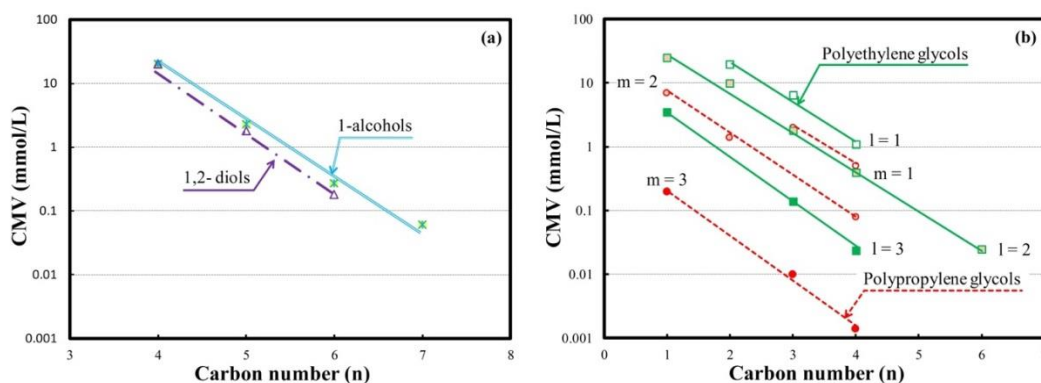 (a)
CMV (mmol/L)
100
10
1
0.1
0.01
0.001
1-alcohols
1,2- diols
3
4
5
6
7
8
Carbon number (n)
(b)
CMV (mmol/L)
100
10
1
0.1
0.01
0.001
Polyethylene glycols
m = 2
l = 1
m = 1
m = 3
l = 3
l = 2
Polypropylene glycols
0
1
2
3
4
5
6
Carbon number (n)